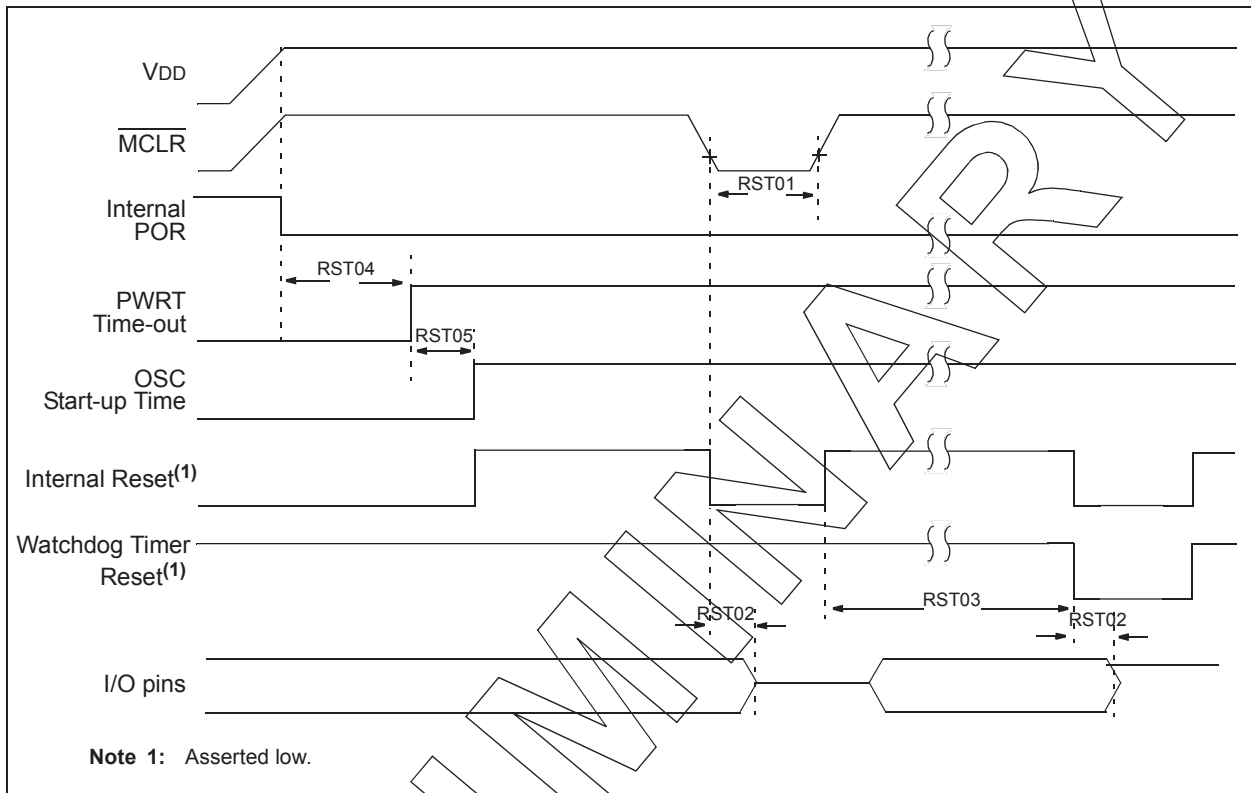 VDD
MCLR
RST01
Internal
POR
RST04
PWRT
Time-out
RST05
OSC
Start-up Time
Internal Reset(1)
Watchdog Timer
Reset(1)
RST03
RST02
RST02
I/O pins
Note 1: Asserted low.
MINARY